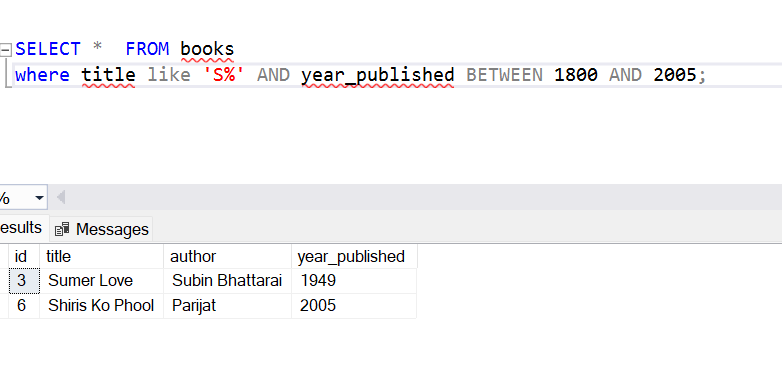 SELECT * FROM books
where title like 'S%' AND year_published BETWEEN 1800 AND 2005;
%
esults Messages
id title author year_published
3 Sumer Love Subin Bhattarai 1949
6 Shiris Ko Phool Parijat 2005